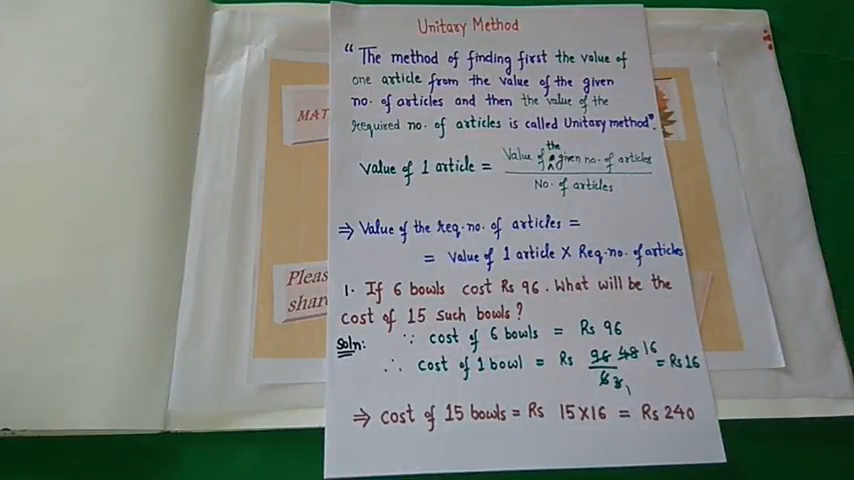 Unitary Method
" The method of finding first the value of
one article from the value of the given
no. of articles and then the value of the
required no. of articles is called Unitary method".
MAT
Value of 1 article = Value of the given no. of articles
No. of articles
⇒ Value of the req. no. of articles =
= Value of 1 article X Req. no. of articles
Pleas
share
1. If 6 bowls cost Rs 96. What will be the
cost of 15 such bowls?
Soln: ∵ cost of 6 bowls = Rs 96
∴ cost of 1 bowl = Rs 96 48 16 = Rs 16
6 3 1
⇒ cost of 15 bowls = Rs 15X16 = Rs 240